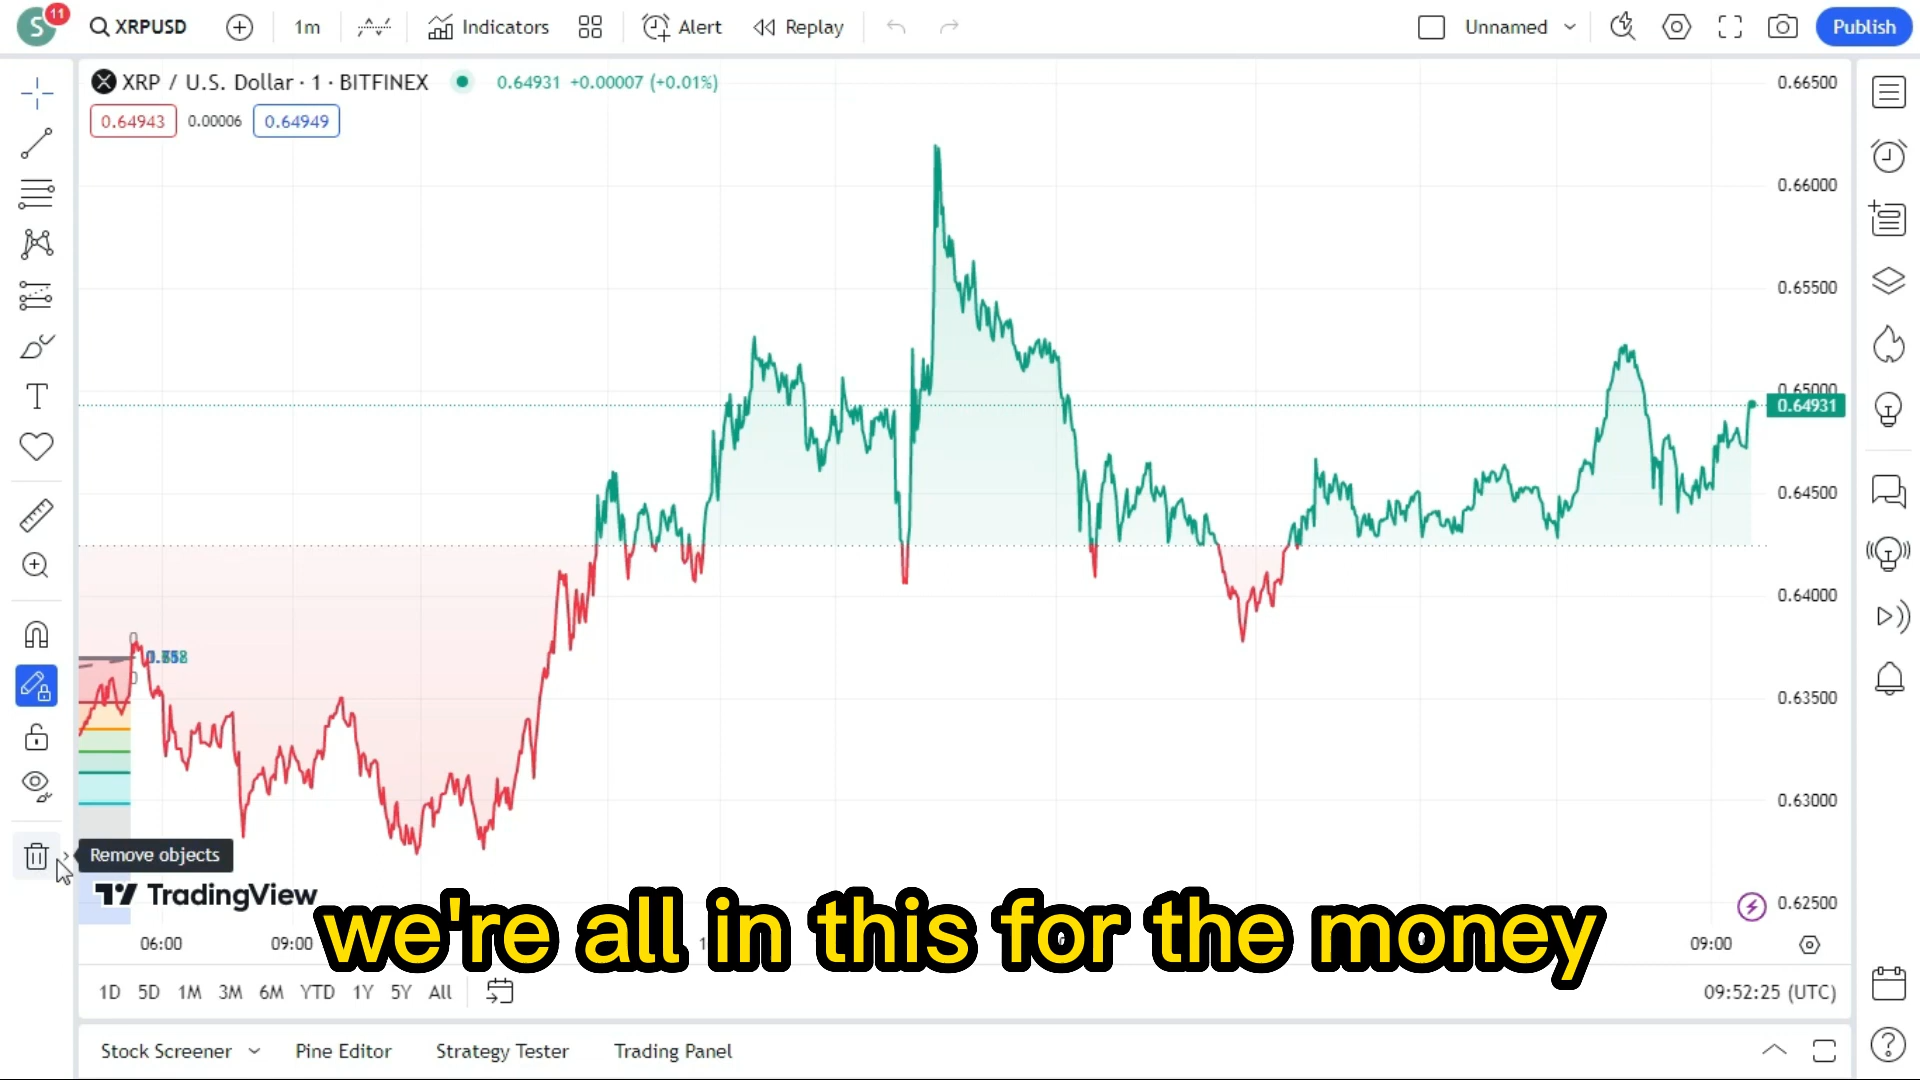 S 11 XRPUSD 1m Indicators Alert Replay Unnamed Publish
XRP / U.S. Dollar · 1 · BITFINEX 0.64931 +0.00007 (+0.01%)
0.64943 0.00006 0.64949
0.66500
0.66000
0.65500
0.65000
0.64931
0.64500
0.64000
0.63500
0.63000
0.62500
0
0
Remove objects
TradingView
we're all in this for the money
06:00 09:00 09:00
1D 5D 1M 3M 6M YTD 1Y 5Y All 09:52:25 (UTC)
Stock Screener Pine Editor Strategy Tester Trading Panel